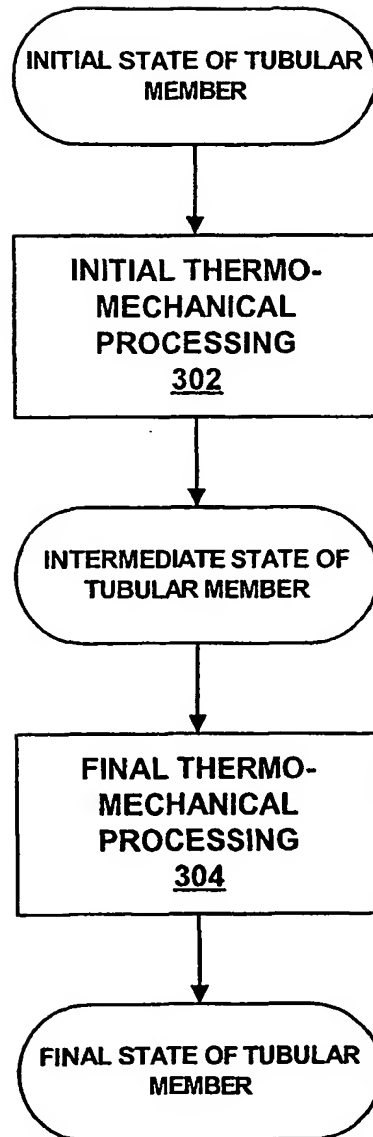 INITIAL STATE OF TUBULAR
MEMBER
INITIAL THERMO-
MECHANICAL
PROCESSING
302
INTERMEDIATE STATE OF
TUBULAR MEMBER
FINAL THERMO-
MECHANICAL
PROCESSING
304
FINAL STATE OF TUBULAR
MEMBER